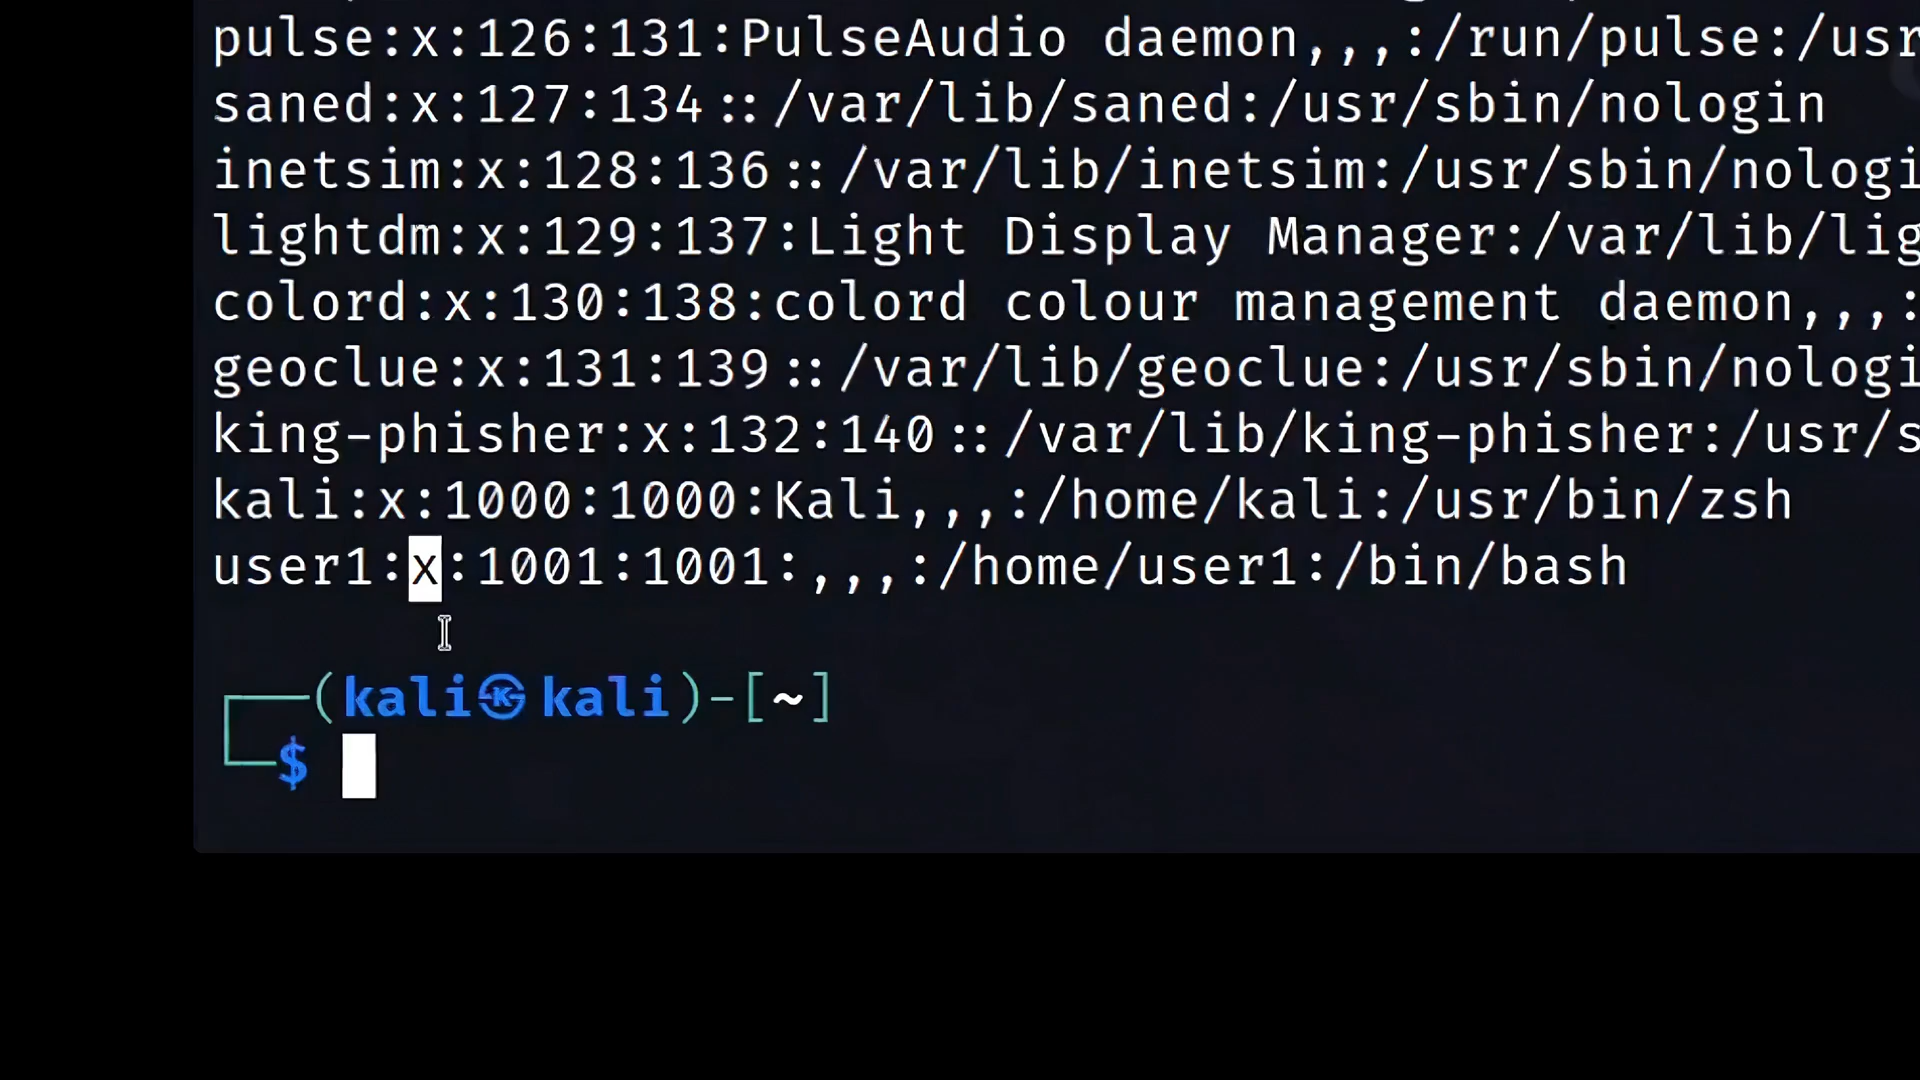 pulse:x:126:131:PulseAudio daemon,,,:/run/pulse:/usr
saned:x:127:134::/var/lib/saned:/usr/sbin/nologin
inetsim:x:128:136::/var/lib/inetsim:/usr/sbin/nologi
lightdm:x:129:137:Light Display Manager:/var/lib/lig
colord:x:130:138:colord colour management daemon,,,:
geoclue:x:131:139::/var/lib/geoclue:/usr/sbin/nologi
king-phisher:x:132:140::/var/lib/king-phisher:/usr/s
kali:x:1000:1000:Kali,,,:/home/kali:/usr/bin/zsh
user1:x:1001:1001:,,,:/home/user1:/bin/bash
┌──(kali㉿kali)-[~]
└─$